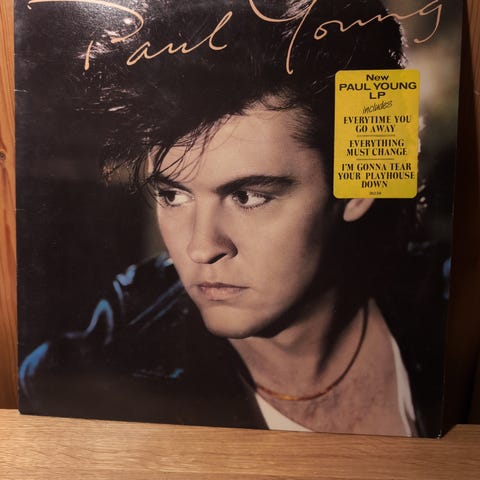 Paul Young
New
PAUL YOUNG
LP
includes
EVERYTIME YOU
GO AWAY
EVERYTHING
MUST CHANGE
I'M GONNA TEAR
YOUR PLAYHOUSE
DOWN